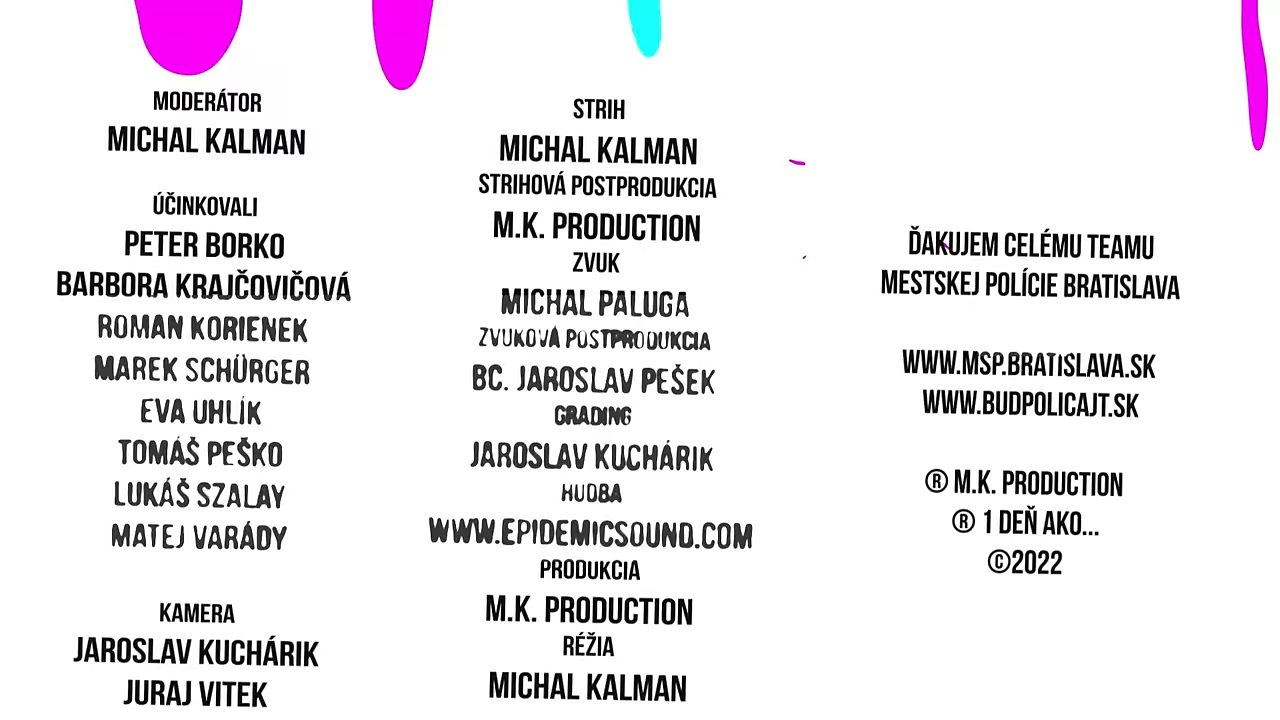 MODERÁTOR
MICHAL KALMAN
ÚČINKOVALI
PETER BORKO
BARBORA KRAJČOVIČOVÁ
ROMAN KORIENEK
MAREK SCHÜRGER
EVA UHLÍK
TOMÁŠ PEŠKO
LUKÁŠ SZALAY
MATEJ VARÁDY
KAMERA
JAROSLAV KUCHÁRIK
JURAJ VITEK
STRIH
MICHAL KALMAN
STRIHOVÁ POSTPRODUKCIA
M.K. PRODUCTION
ZVUK
MICHAL PALUGA
ZVUKOVÁ POSTPRODUKCIA
BC. JAROSLAV PEŠEK
GRADING
JAROSLAV KUCHÁRIK
HUDBA
WWW.EPIDEMICSOUND.COM
PRODUKCIA
M.K. PRODUCTION
RÉŽIA
MICHAL KALMAN
ĎAKUJEM CELÉMU TEAMU
MESTSKEJ POLÍCIE BRATISLAVA
WWW.MSP.BRATISLAVA.SK
WWW.BUDPOLICAJT.SK
® M.K. PRODUCTION
® 1 DEŇ AKO...
©2022